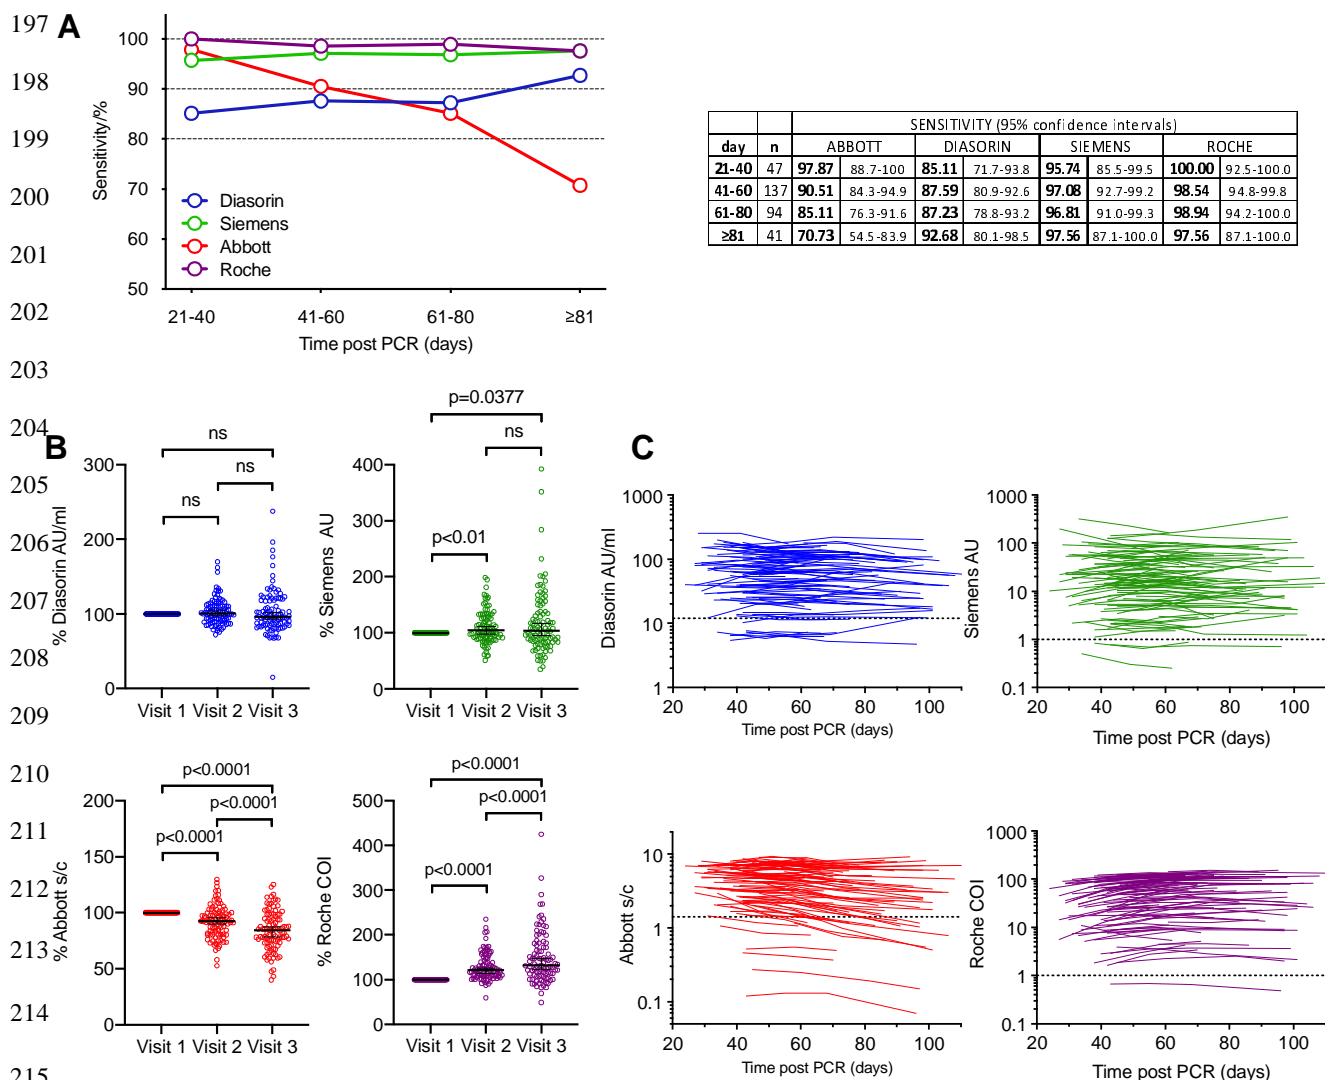 197
198
199
200
201
202
203
204
205
206
207
208
209
210
211
212
213
214
215
A
100
90
80
70
60
50
Sensitivity/%
Diasorin
Siemens
Abbott
Roche
21-40 41-60 61-80 ≥81
Time post PCR (days)
SENSITIVITY (95% confidence intervals)
day n ABBOTT DIASORIN SIEMENS ROCHE
21-40 47 97.87 88.7-100 85.11 71.7-93.8 95.74 85.5-99.5 100.00 92.5-100.0
41-60 137 90.51 84.3-94.9 87.59 80.9-92.6 97.08 92.7-99.2 98.54 94.8-99.8
61-80 94 85.11 76.3-91.6 87.23 78.8-93.2 96.81 91.0-99.3 98.94 94.2-100.0
≥81 41 70.73 54.5-83.9 92.68 80.1-98.5 97.56 87.1-100.0 97.56 87.1-100.0
B
ns
ns
ns
300
200
100
0
% Diasorin AU/ml
Visit 1 Visit 2 Visit 3
p=0.0377
ns
p<0.01
400
300
200
100
0
% Siemens AU
Visit 1 Visit 2 Visit 3
p<0.0001
p<0.0001
p<0.0001
200
150
100
50
0
% Abbott s/c
Visit 1 Visit 2 Visit 3
p<0.0001
p<0.0001
p<0.0001
500
400
300
200
100
0
% Roche COI
Visit 1 Visit 2 Visit 3
C
1000
100
10
1
Diasorin AU/ml
20 40 60 80 100
Time post PCR (days)
1000
100
10
1
0.1
Siemens AU
20 40 60 80 100
Time post PCR (days)
10
1
0.1
Abbott s/c
20 40 60 80 100
Time post PCR (days)
1000
100
10
1
0.1
Roche COI
20 40 60 80 100
Time post PCR (days)